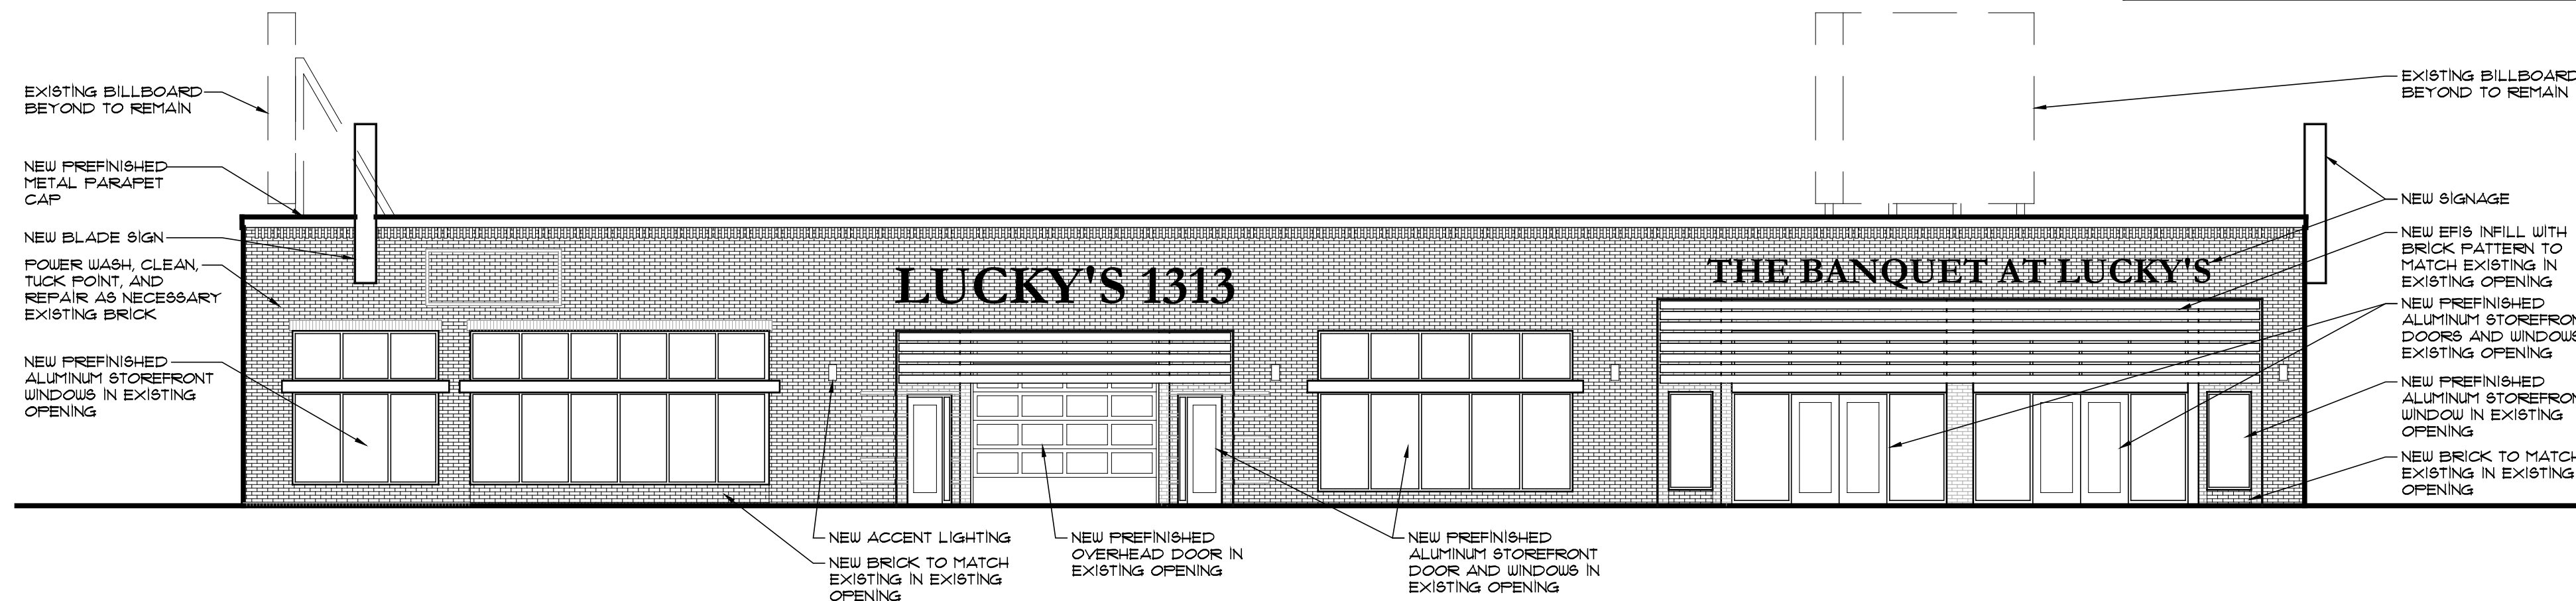 EXISTING BILLBOARD
BEYOND TO REMAIN
NEW PREFINISHED
METAL PARAPET
CAP
NEW BLADE SIGN
POWER WASH, CLEAN,
TUCK POINT, AND
REPAIR AS NECESSARY
EXISTING BRICK
NEW PREFINISHED
ALUMINUM STOREFRONT
WINDOWS IN EXISTING
OPENING
LUCKY'S 1313
THE BANQUET AT LUCKY'S
NEW ACCENT LIGHTING
NEW BRICK TO MATCH
EXISTING IN EXISTING
OPENING
NEW PREFINISHED
OVERHEAD DOOR IN
EXISTING OPENING
NEW PREFINISHED
ALUMINUM STOREFRONT
DOOR AND WINDOWS IN
EXISTING OPENING
EXISTING BILLBOARD
BEYOND TO REMAIN
NEW SIGNAGE
NEW EFIS INFILL WITH
BRICK PATTERN TO
MATCH EXISTING IN
EXISTING OPENING
NEW PREFINISHED
ALUMINUM STOREFRON
DOORS AND WINDOWS
EXISTING OPENING
NEW PREFINISHED
ALUMINUM STOREFRON
WINDOW IN EXISTING
OPENING
NEW BRICK TO MATCH
EXISTING IN EXISTING
OPENING